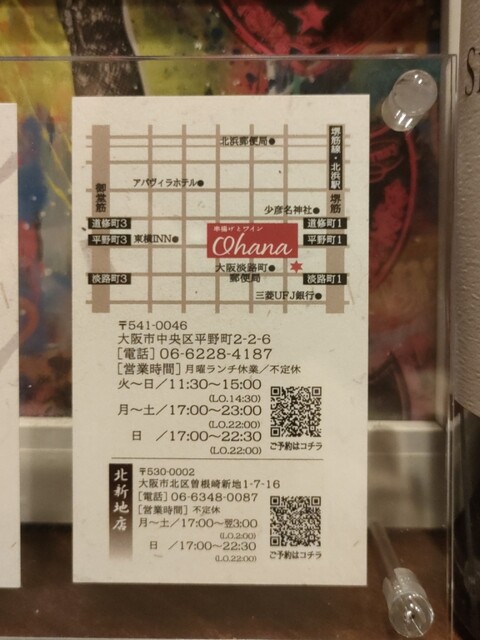 北浜郵便局
堺筋線・北浜駅
アパヴィラホテル
御堂筋
少彦名神社
堺筋
道修町3
道修町1
串揚げとワイン
Ohana
平野町3
東横INN
平野町1
大阪淡路町
郵便局
淡路町3
淡路町1
三菱UFJ銀行
〒541-0046
大阪市中央区平野町2-2-6
[電話] 06-6228-4187
[営業時間] 月曜ランチ休業/不定休
火~日/11:30~15:00
(LO.14:30)
月~土/17:00~23:00
(LO.22:00)
日 /17:00~22:30
(LO.22:00)
ご予約はコチラ
北新地店
〒530-0002
大阪市北区曽根崎新地1-7-16
[電話] 06-6348-0087
[営業時間] 不定休
月~土/17:00~翌3:00
(LO.2:00)
日 /17:00~22:30
(LO.22:00)
ご予約はコチラ